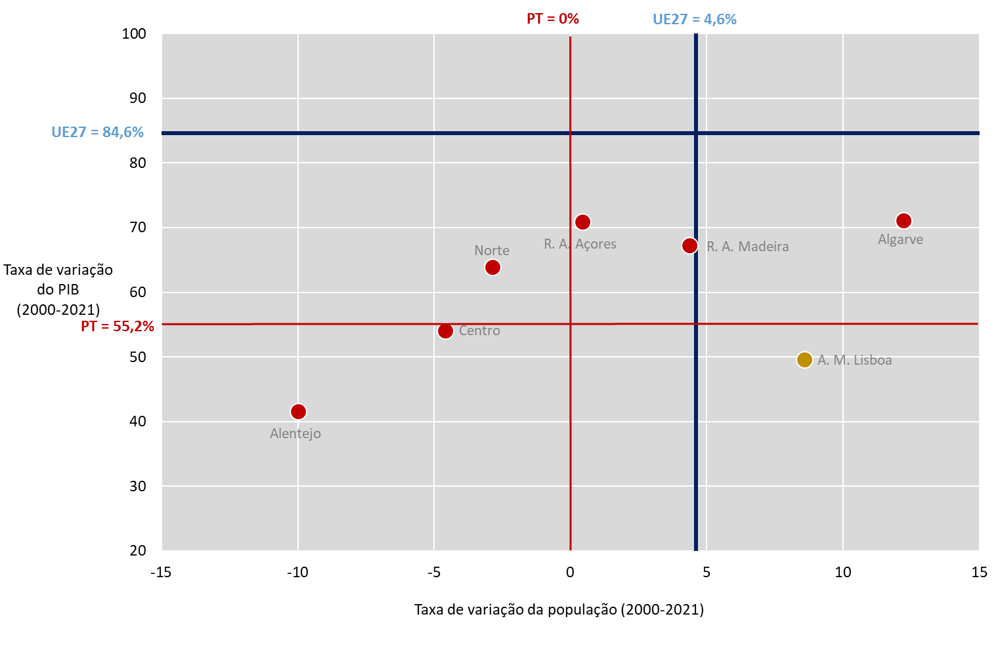 PT = 0%
UE27 = 4,6%
100
90
UE27 = 84,6%
80
70
R. A. Açores
R. A. Madeira
Algarve
Norte
Taxa de variação
do PIB
(2000-2021)
60
PT = 55,2%
Centro
50
A. M. Lisboa
40
Alentejo
30
20
-15
-10
-5
0
5
10
15
Taxa de variação da população (2000-2021)